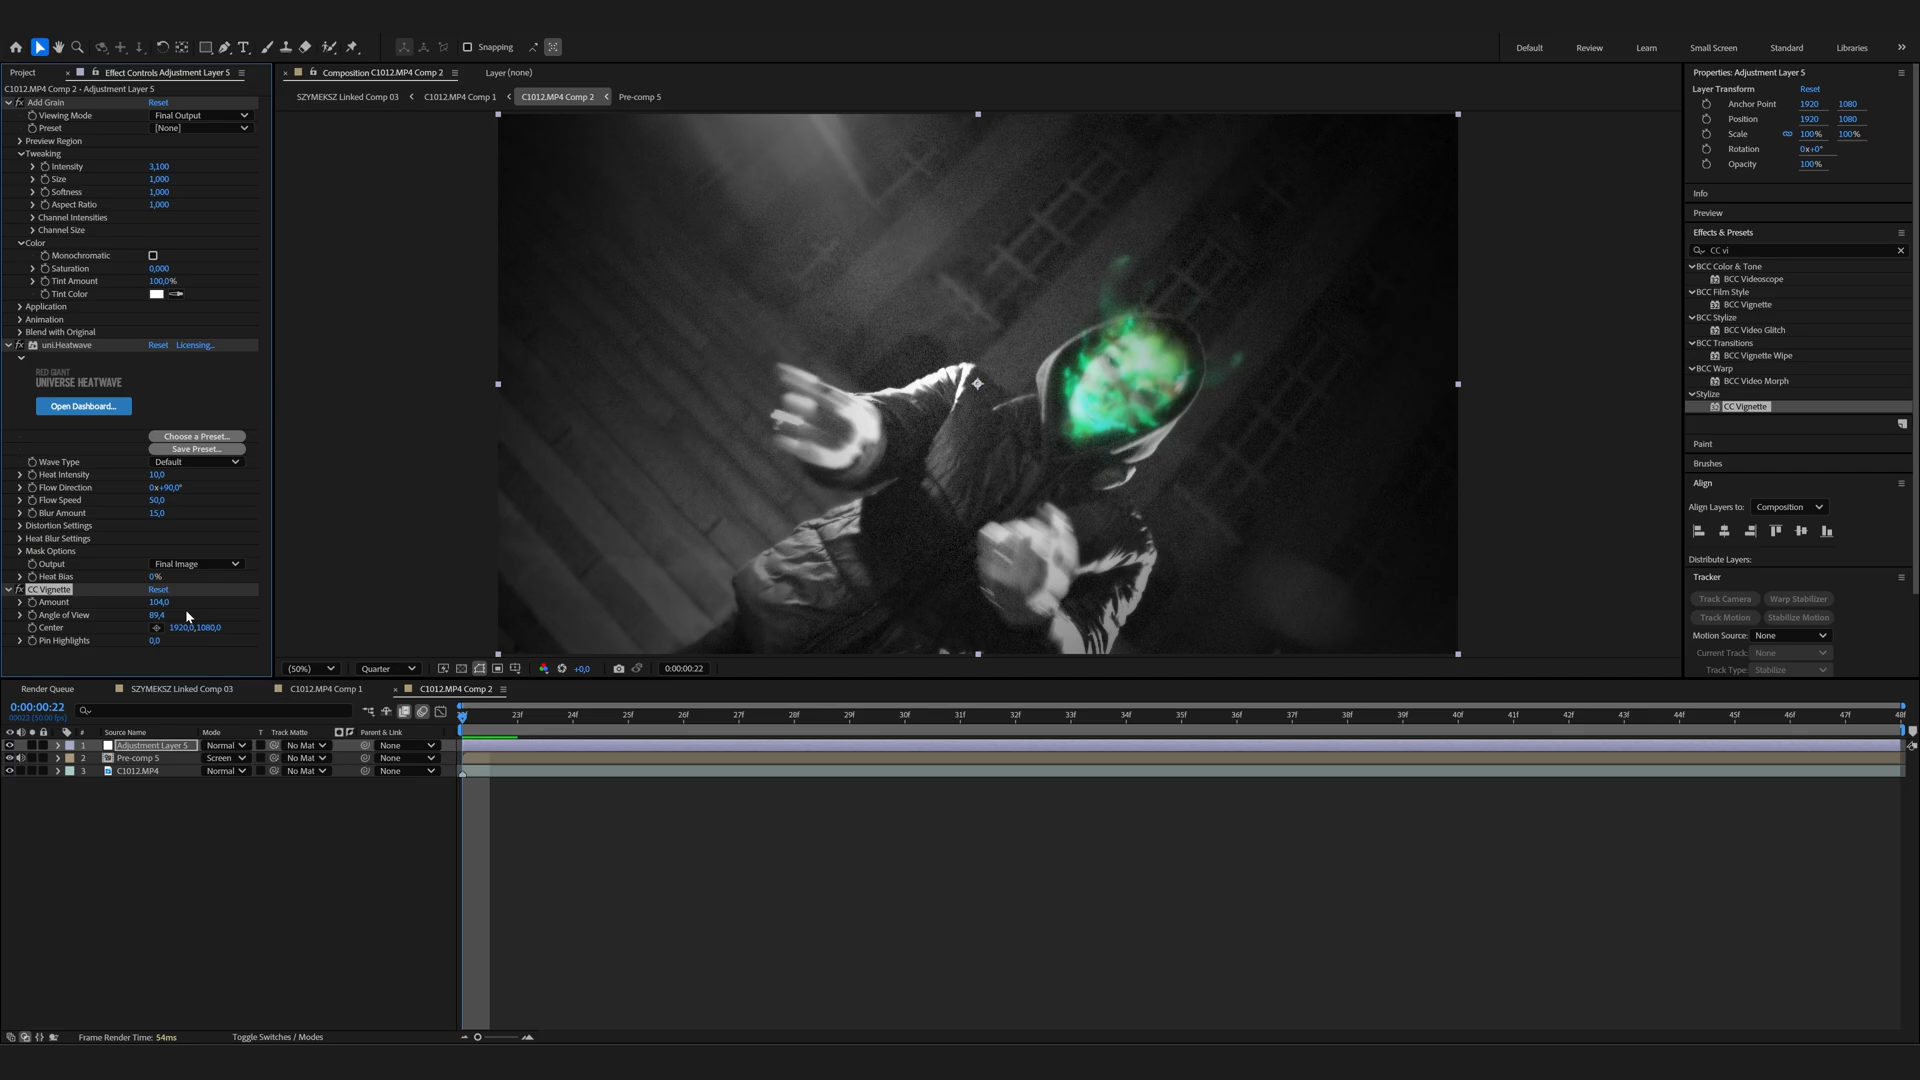 Snapping
Default Review Learn Small Screen Standard Libraries
Project Effect Controls Adjustment Layer 5
C1012.MP4 Comp 2 • Adjustment Layer 5
Add Grain Reset
Viewing Mode Final Output
Preset [None]
Preview Region
Tweaking
Intensity 3,100
Size 1,000
Softness 1,000
Aspect Ratio 1,000
Channel Intensities
Channel Size
Color
Monochromatic
Saturation 0,000
Tint Amount 100,0%
Tint Color
Application
Animation
Blend with Original
uni.Heatwave Reset Licensing...
RED GIANT
UNIVERSE HEATWAVE
Open Dashboard...
Choose a Preset...
Save Preset...
Wave Type Default
Heat Intensity 10,0
Flow Direction 0x+90,0°
Flow Speed 50,0
Blur Amount 15,0
Distortion Settings
Heat Blur Settings
Mask Options
Output Final Image
Heat Bias 0%
CC Vignette Reset
Amount 104,0
Angle of View 89,4
Center 1920,0,1080,0
Pin Highlights 0,0
Composition C1012.MP4 Comp 2 Layer (none)
SZYMEKSZ Linked Comp 03 C1012.MP4 Comp 1 C1012.MP4 Comp 2 Pre-comp 5
(50%) Quarter +0,0 0:00:00:22
Properties: Adjustment Layer 5
Layer Transform Reset
Anchor Point 1920 1080
Position 1920 1080
Scale 100% 100%
Rotation 0x+0°
Opacity 100%
Info
Preview
Effects & Presets
CC vi
BCC Color & Tone
BCC Videoscope
BCC Film Style
BCC Vignette
BCC Stylize
BCC Video Glitch
BCC Transitions
BCC Vignette Wipe
BCC Warp
BCC Video Morph
Stylize
CC Vignette
Paint
Brushes
Align
Align Layers to: Composition
Distribute Layers:
Tracker
Track Camera Warp Stabilizer
Track Motion Stabilize Motion
Motion Source: None
Current Track: None
Track Type: Stabilize
Render Queue SZYMEKSZ Linked Comp 03 C1012.MP4 Comp 1 C1012.MP4 Comp 2
0:00:00:22
00022 (50.00 fps)
23f 24f 25f 26f 27f 28f 29f 30f 31f 32f 33f 34f 35f 36f 37f 38f 39f 40f 41f 42f 43f 44f 45f 46f 47f 48f
# Source Name Mode T Track Matte Parent & Link
1 Adjustment Layer 5 Normal No Mat None
2 Pre-comp 5 Screen No Mat None
3 C1012.MP4 Normal No Mat None
Frame Render Time: 54ms Toggle Switches / Modes